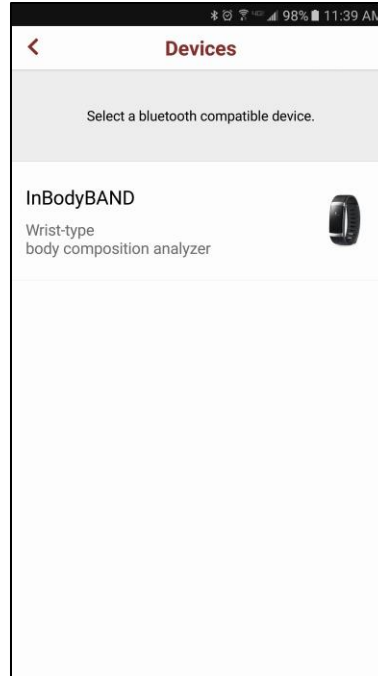 98% 11:39 AM
Devices
Select a bluetooth compatible device.
InBodyBAND
Wrist-type
body composition analyzer